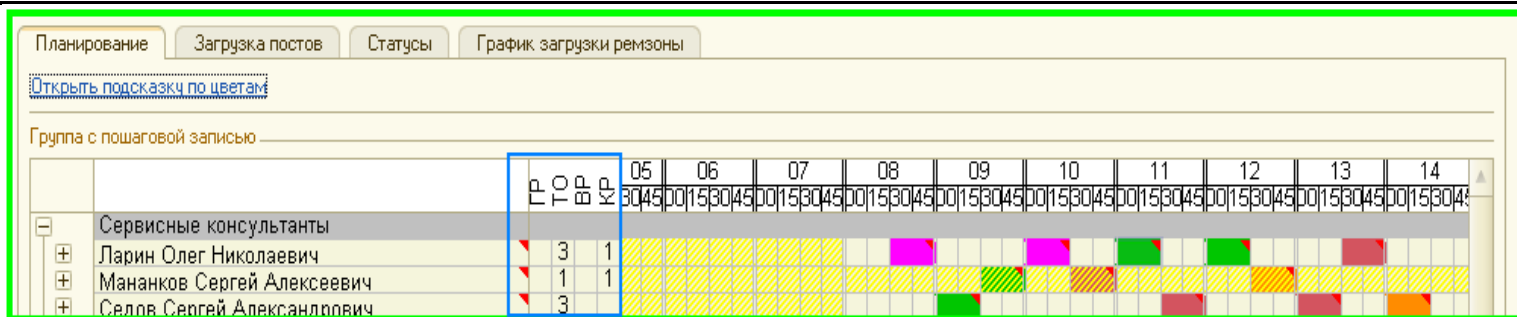 Планирование Загрузка постов Статусы График загрузки ремзоны
Открыть подсказку по цветам
Группа с пошаговой записью
ГР ТО ВР КР 05 06 07 08 09 10 11 12 13 14
30 45 00 15 30 45 00 15 30 45 00 15 30 45 00 15 30 45 00 15 30 45 00 15 30 45 00 15 30 45 00 15 30 45 00 15 30 45
Сервисные консультанты
Ларин Олег Николаевич 3 1
Мананков Сергей Алексеевич 1 1
Седов Сергей Александрович 3